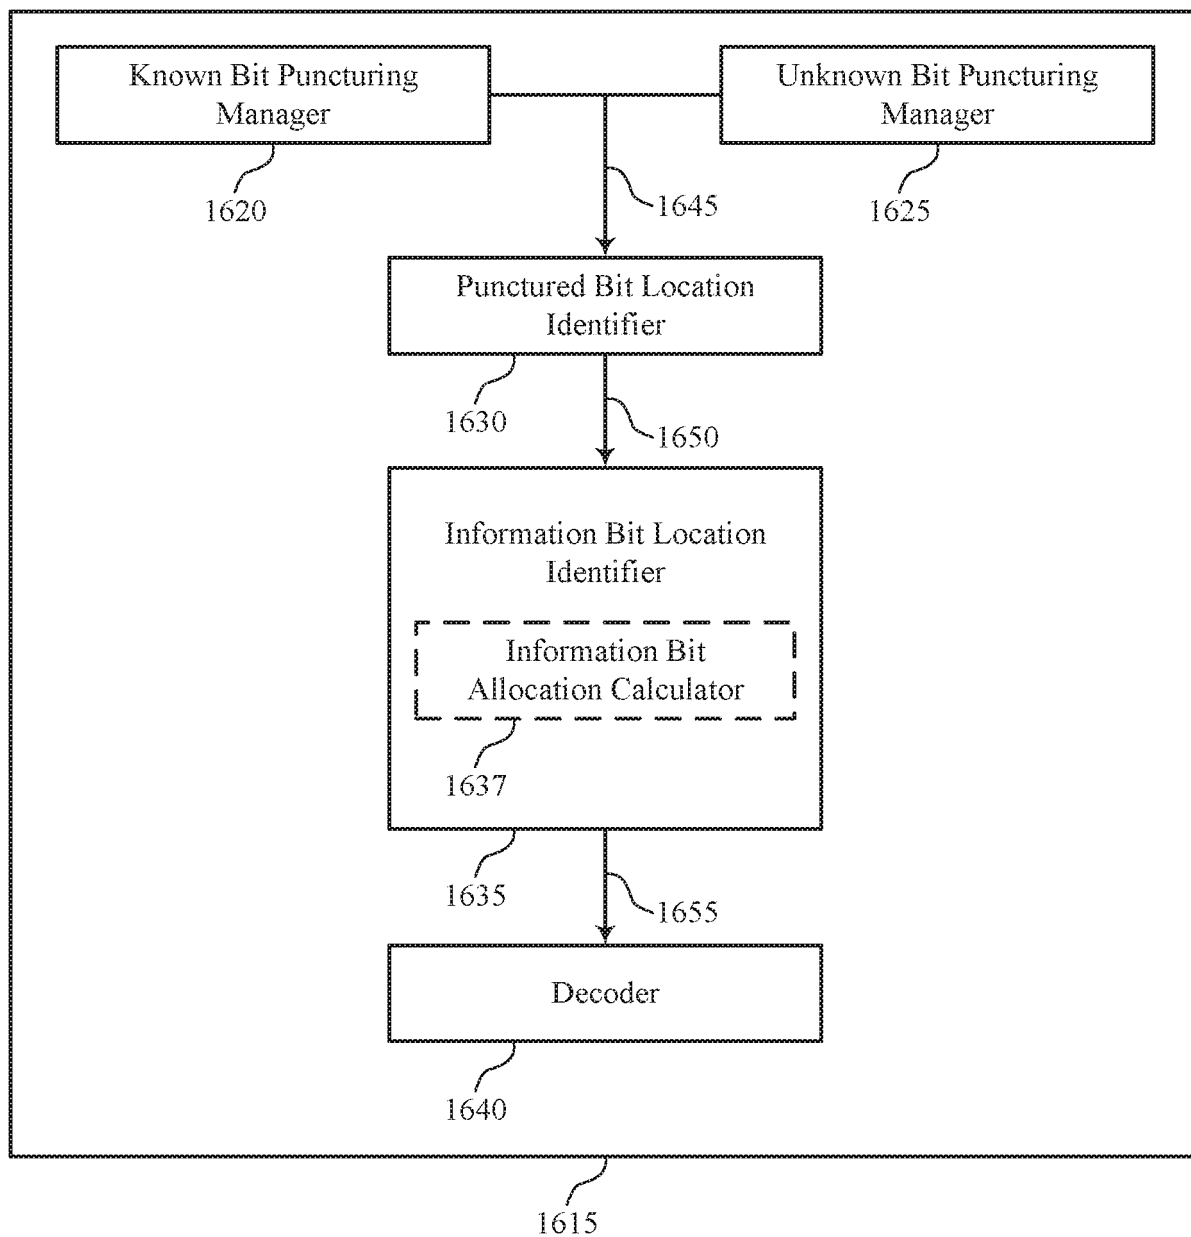 Known Bit Puncturing
Manager
Unknown Bit Puncturing
Manager
1620
1645
1625
Punctured Bit Location
Identifier
1630
1650
Information Bit Location
Identifier
Information Bit
Allocation Calculator
1637
1635
1655
Decoder
1640
1615